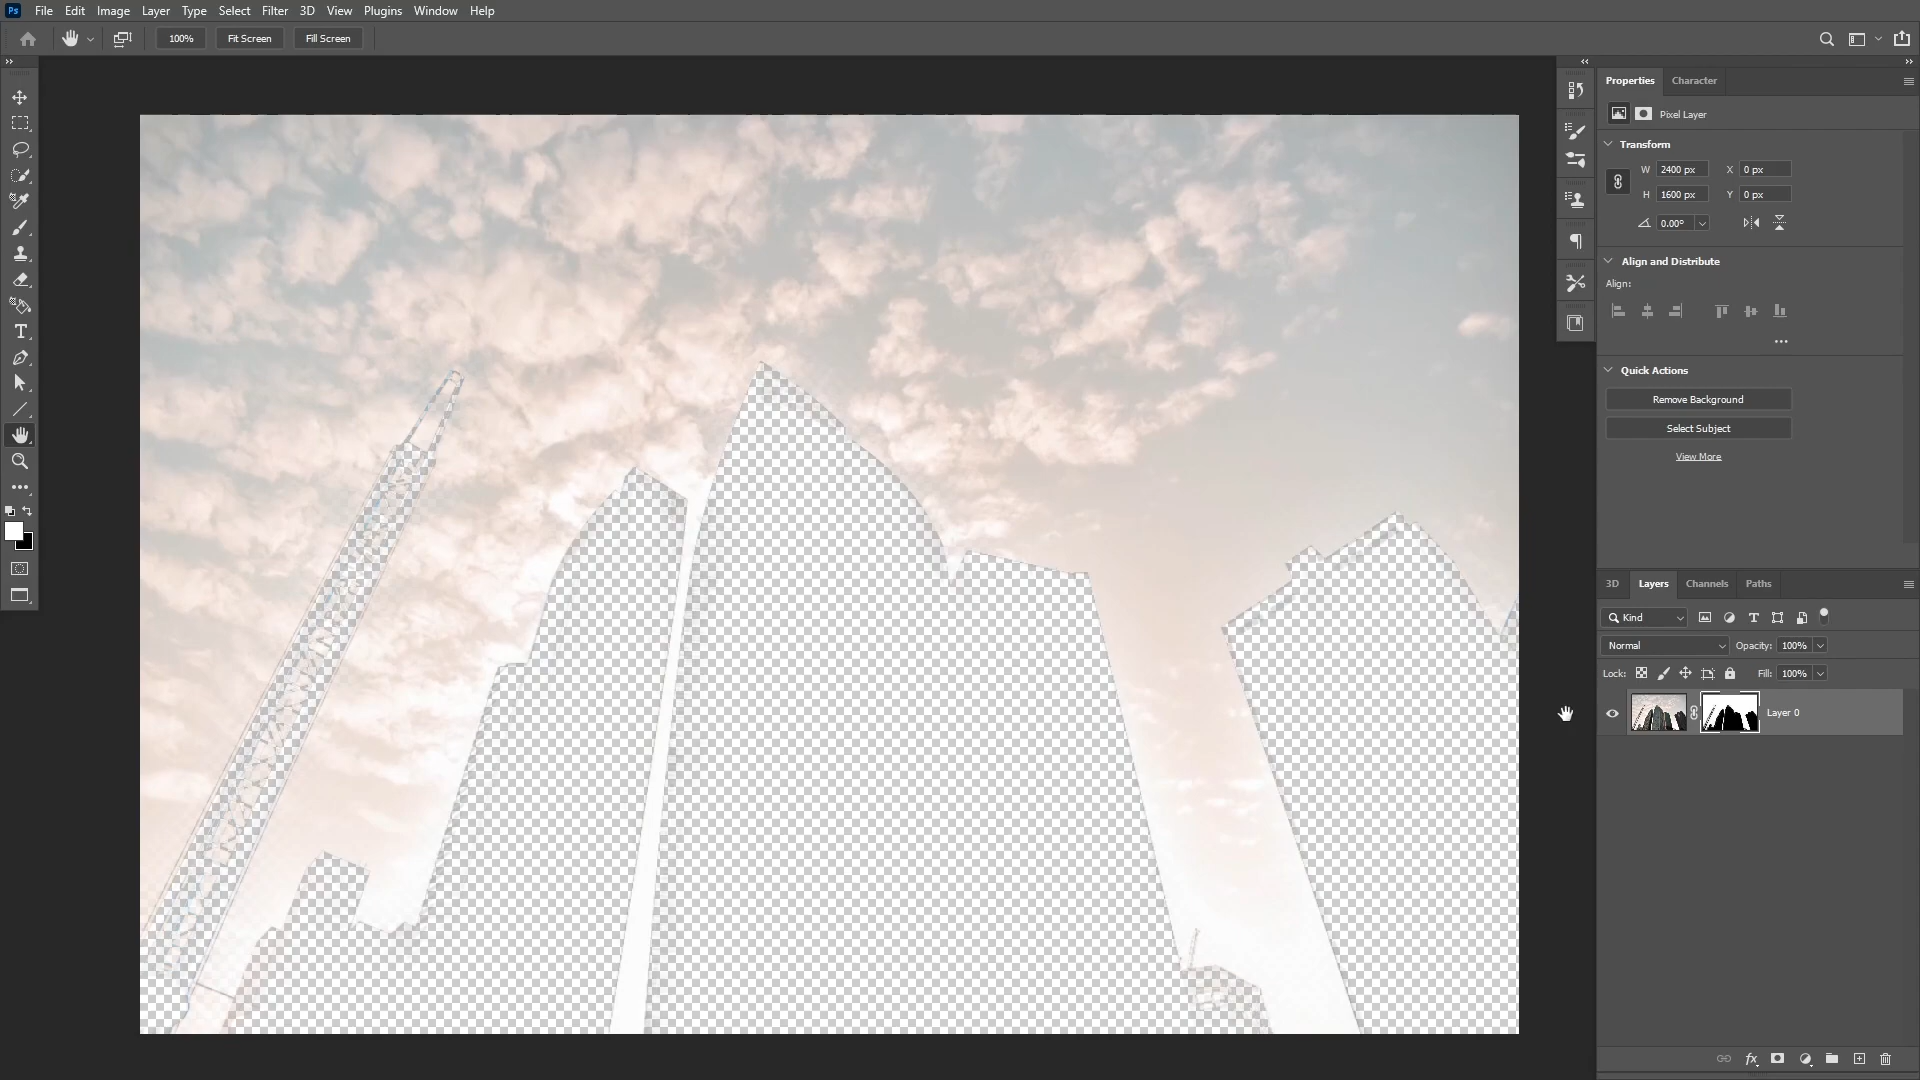 Ps File Edit Image Layer Type Select Filter 3D View Plugins Window Help
100% Fit Screen Fill Screen
Properties Character
Pixel Layer
Transform
W 2400 px X 0 px
H 1600 px Y 0 px
0.00°
Align and Distribute
Align:
Quick Actions
Remove Background
Select Subject
View More
3D Layers Channels Paths
Kind
Normal Opacity: 100%
Lock: Fill: 100%
Layer 0
fx